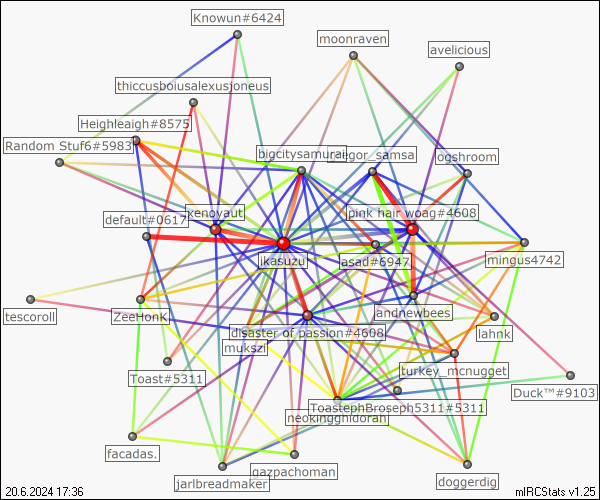 Knowun#6424
moonraven
avelicious
thiccusboiusalexusjoneus
Heighleaigh#8575
Random Stuf6#5983
biocitysamurai
gregor_samsa
ogshroom
xenovaut
pink hair woag#4608
default#0617
ikasuzu
asad#6947
mingus4742
tescoroll
ZeeHonK
andnewbees
disaster of passion#4608
lahnk
mukszi
Toast#5311
turkey_mcnugget
Duck™#9103
ToastephBroseph5311#5311
neokingghidorah
facadas.
gazpachoman
jarlbreadmaker
doggerdig
20.6.2024 17:36
mIRCStats v1.25